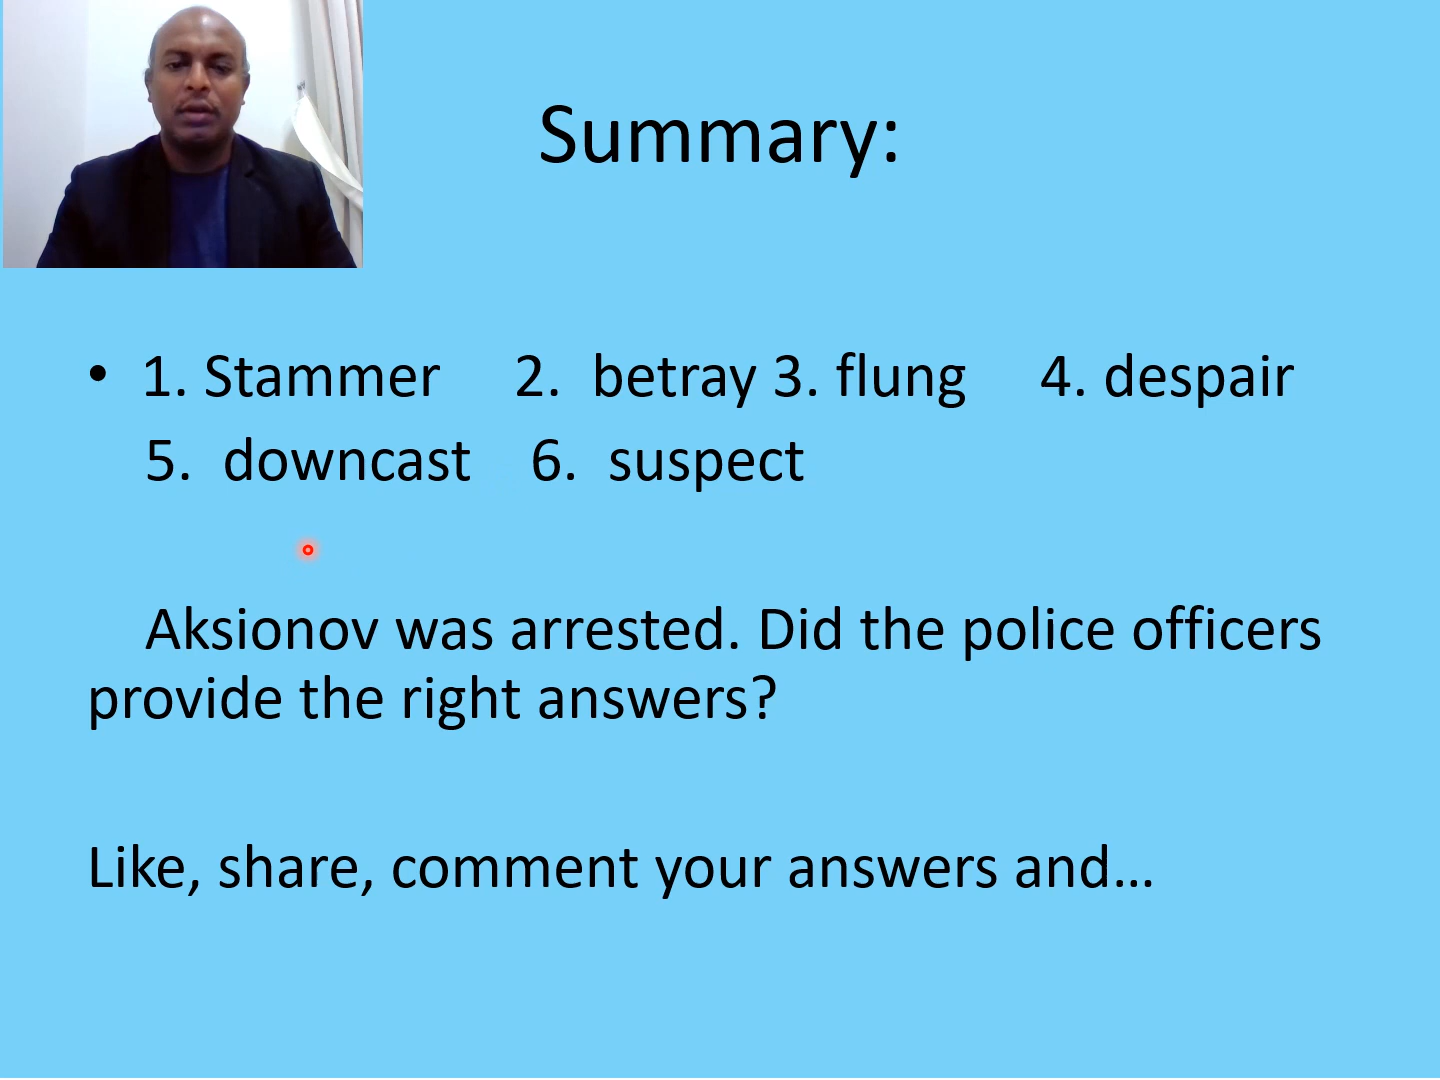 Summary:
• 1. Stammer 2. betray 3. flung 4. despair
5. downcast 6. suspect
Aksionov was arrested. Did the police officers
provide the right answers?
Like, share, comment your answers and…